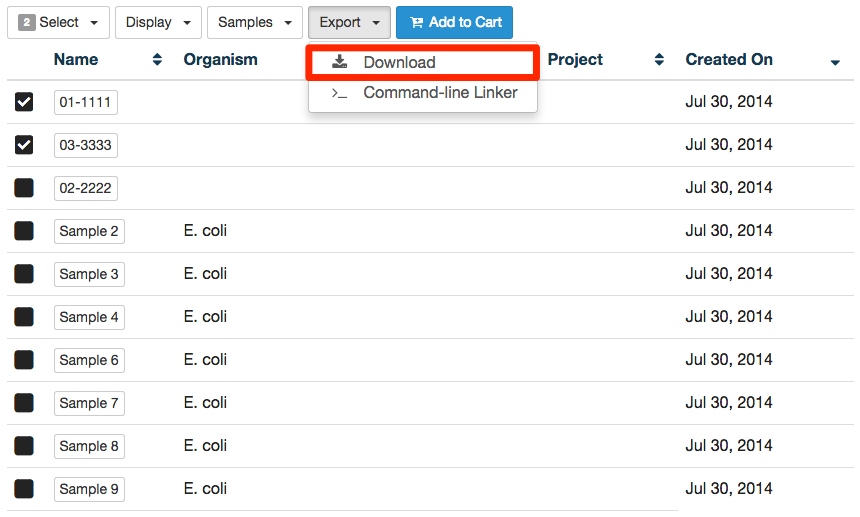 2 Select Display Samples Export Add to Cart
Download
Name Organism Project Created On
Command-line Linker
01-1111 Jul 30, 2014
03-3333 Jul 30, 2014
02-2222 Jul 30, 2014
Sample 2 E. coli Jul 30, 2014
Sample 3 E. coli Jul 30, 2014
Sample 4 E. coli Jul 30, 2014
Sample 6 E. coli Jul 30, 2014
Sample 7 E. coli Jul 30, 2014
Sample 8 E. coli Jul 30, 2014
Sample 9 E. coli Jul 30, 2014